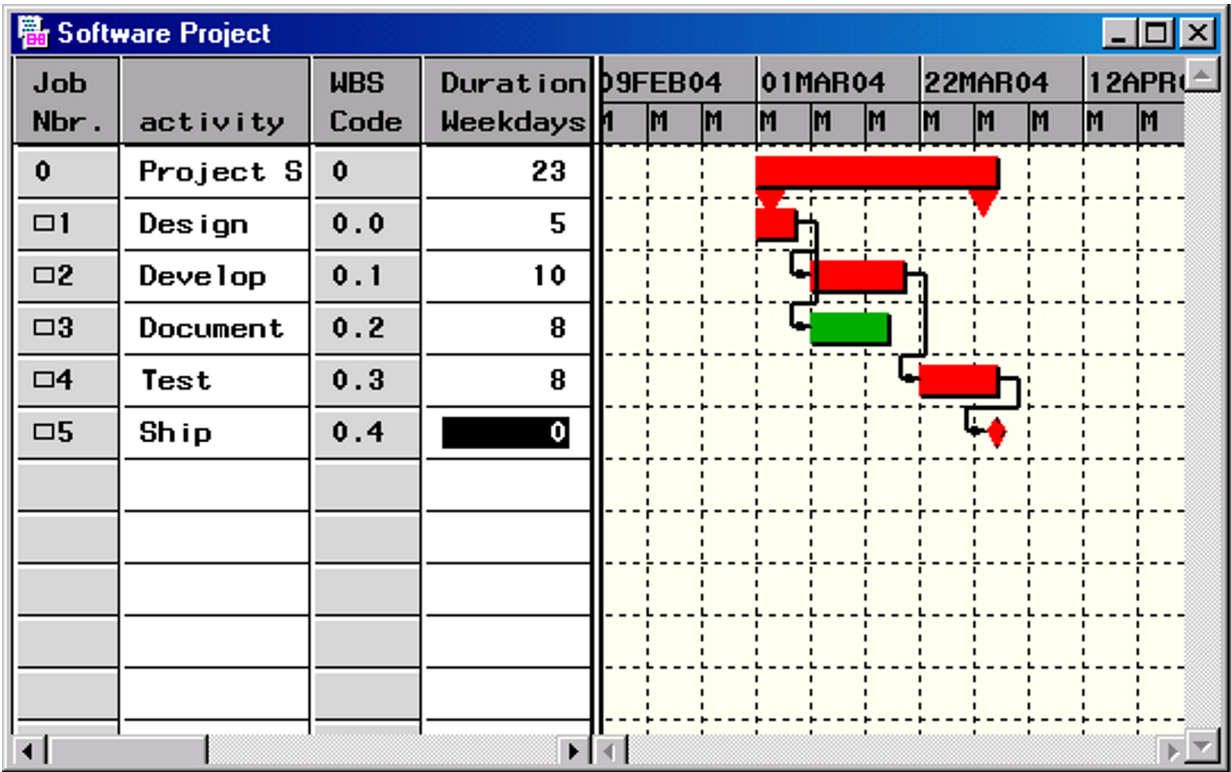 Software Project
Job activity WBS Duration 09FEB04 01MAR04 22MAR04 12APR
Nbr. Code Weekdays M M M M M M M M M M
0 Project S 0 23
1 Design 0.0 5
2 Develop 0.1 10
3 Document 0.2 8
4 Test 0.3 8
5 Ship 0.4 0